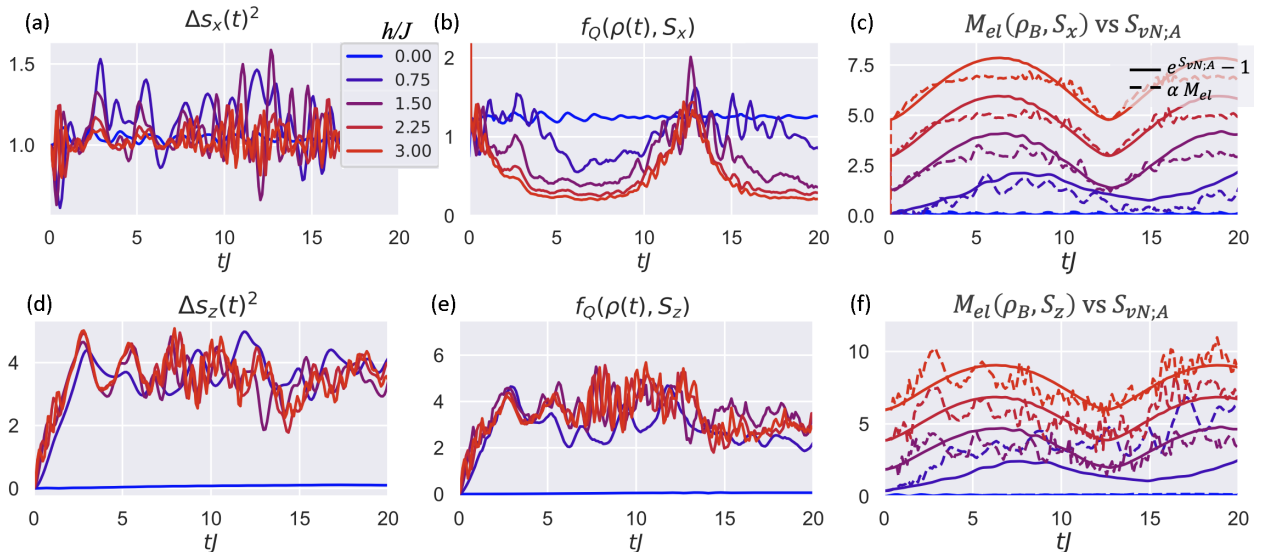 (a) Δs_x(t)² h/J
0.00
0.75
1.50
2.25
3.00
1.5
1.0
0 5 10 15 20
tJ
(b) f_Q(ρ(t), S_x)
2
1
0
0 5 10 15 20
tJ
(c) M_el(ρ_B, S_x) vs S_vN;A
e^{S_vN;A} − 1
α M_el
7.5
5.0
2.5
0.0
0 5 10 15 20
tJ
(d) Δs_z(t)²
4
2
0
0 5 10 15 20
tJ
(e) f_Q(ρ(t), S_z)
6
4
2
0
0 5 10 15 20
tJ
(f) M_el(ρ_B, S_z) vs S_vN;A
10
5
0
0 5 10 15 20
tJ